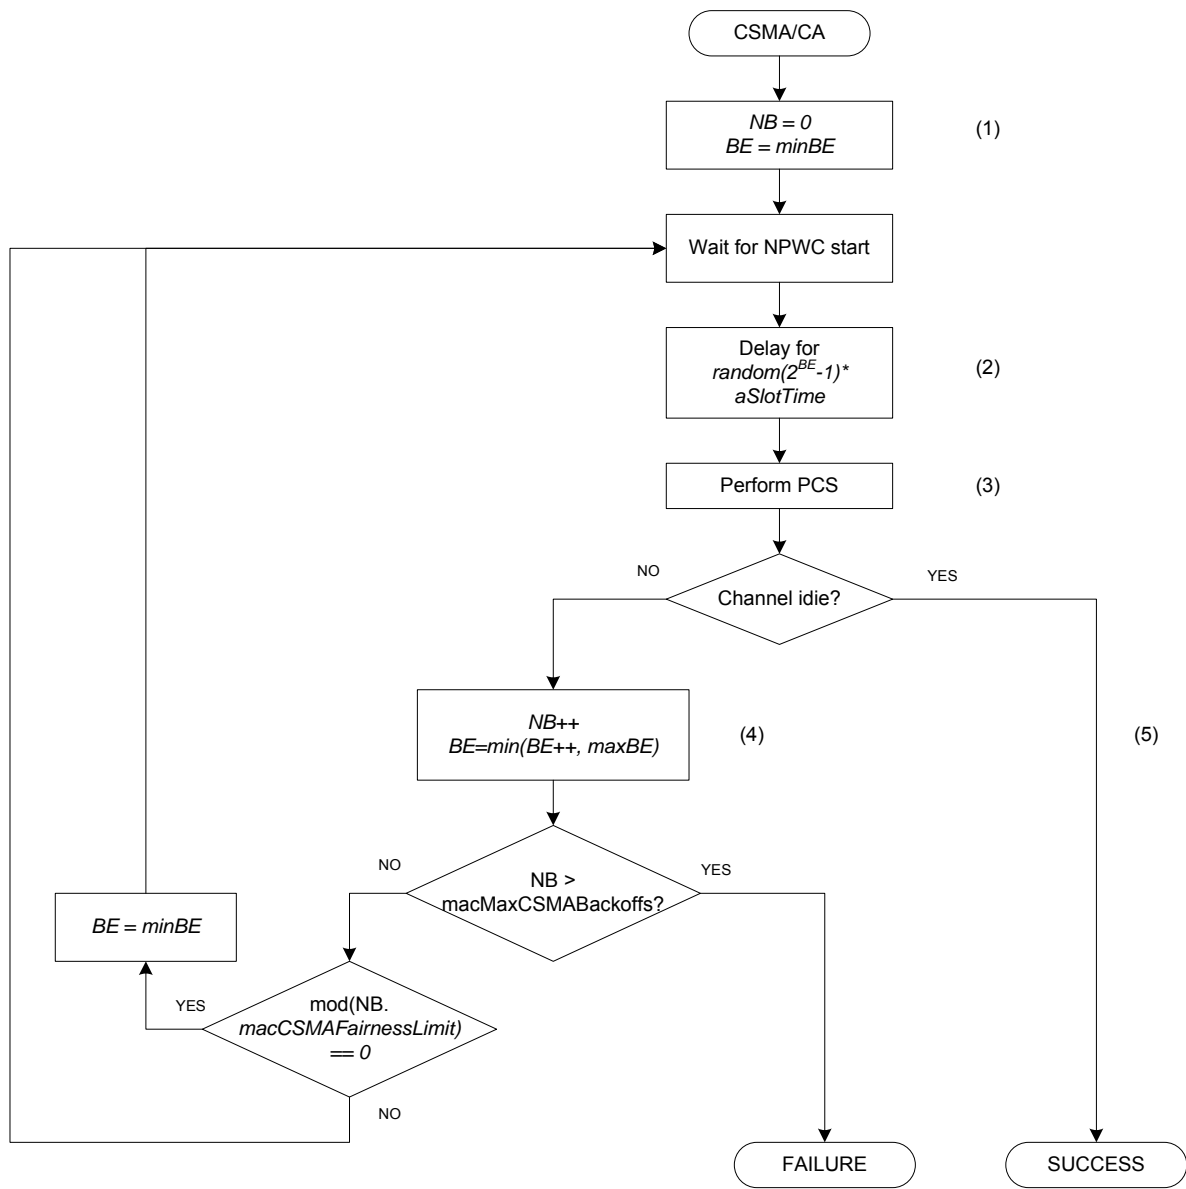 CSMA/CA
NB = 0
BE = minBE
(1)
Wait for NPWC start
Delay for
random(2^BE-1)*
aSlotTime
(2)
Perform PCS
(3)
NO
YES
Channel idie?
NB++
BE=min(BE++, maxBE)
(4)
(5)
NO
YES
NB >
macMaxCSMABackoffs?
BE = minBE
YES
mod(NB.
macCSMAFairnessLimit)
== 0
NO
FAILURE
SUCCESS